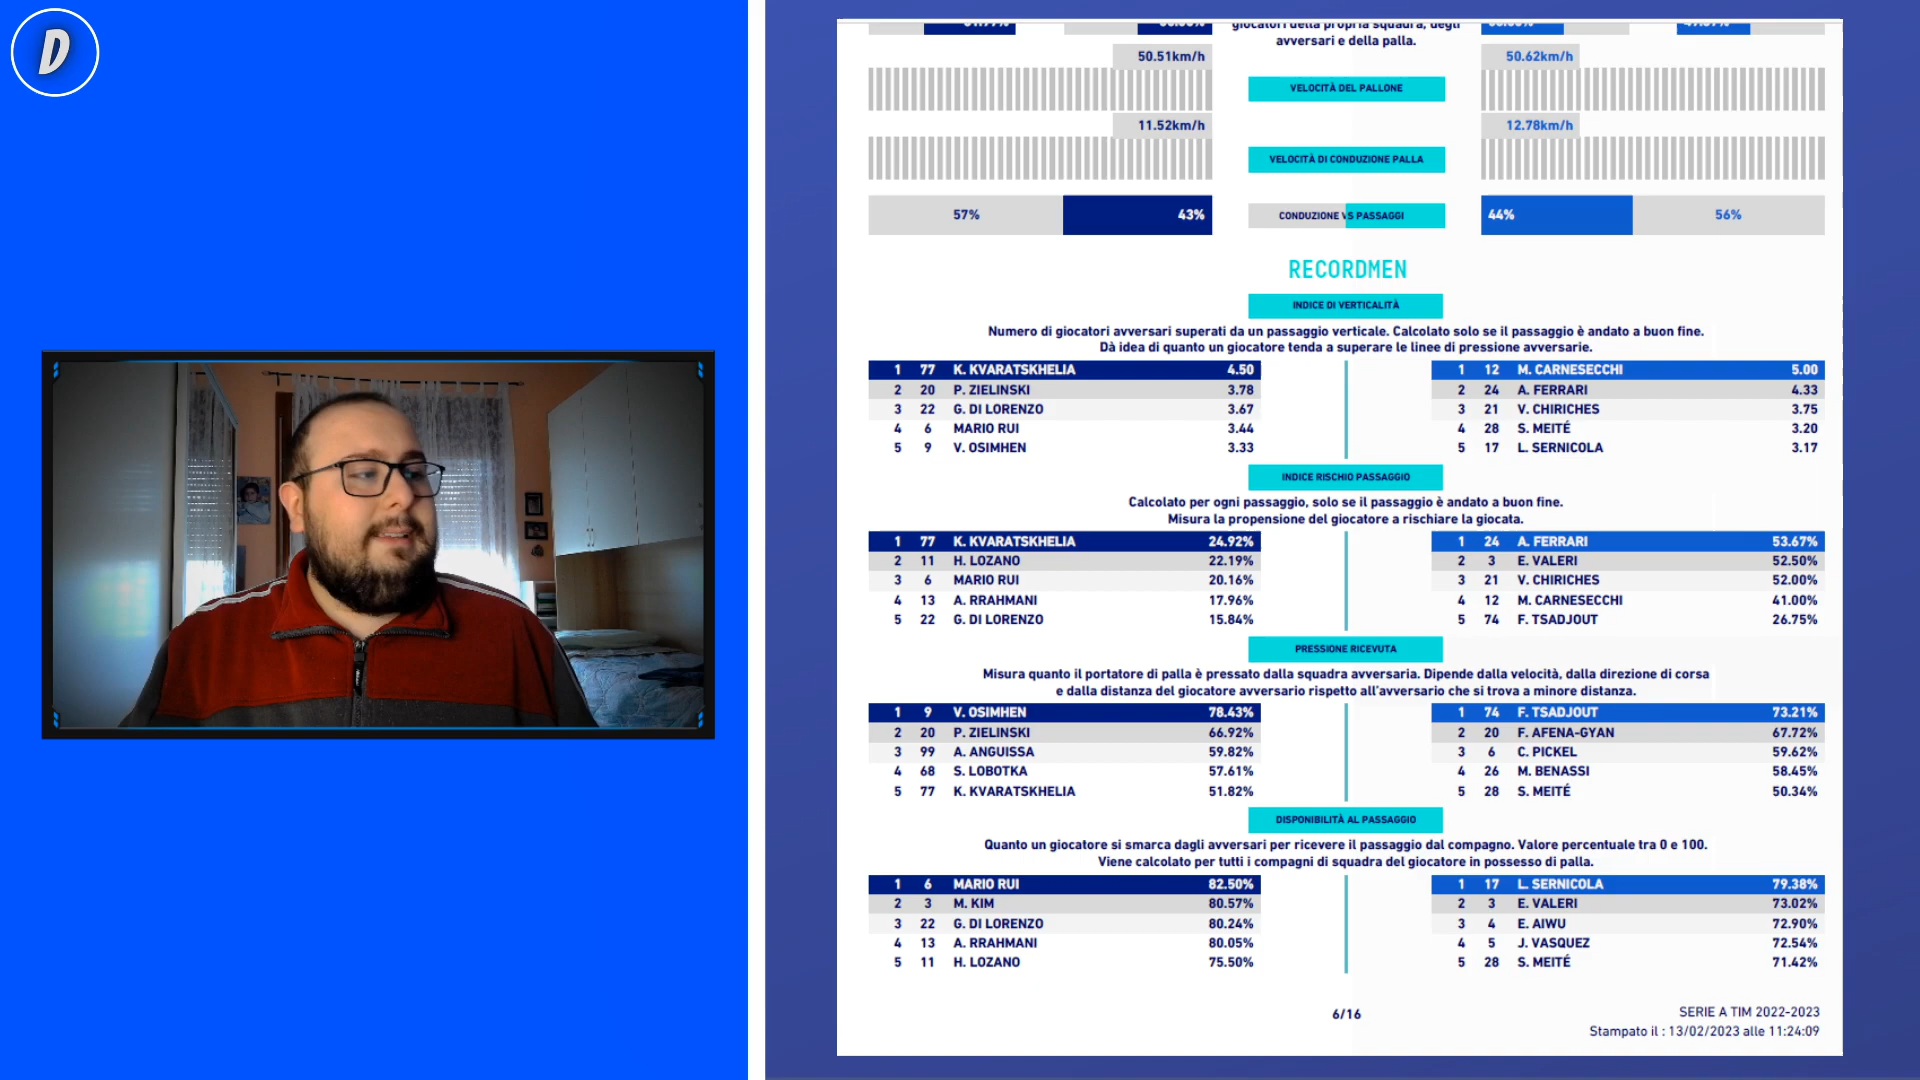 D
giocatori della propria squadra, degli
avversari e della palla.
50.51km/h
VELOCITÀ DEL PALLONE
50.62km/h
11.52km/h
VELOCITÀ DI CONDUZIONE PALLA
12.78km/h
57%
43%
CONDUZIONE VS PASSAGGI
44%
56%
RECORDMEN
INDICE DI VERTICALITÀ
Numero di giocatori avversari superati da un passaggio verticale. Calcolato solo se il passaggio è andato a buon fine.
Dà idea di quanto un giocatore tenda a superare le linee di pressione avversarie.
1 77 K. KVARATSKHELIA 4.50
2 20 P. ZIELINSKI 3.78
3 22 G. DI LORENZO 3.67
4 6 MARIO RUI 3.44
5 9 V. OSIMHEN 3.33
1 12 M. CARNESECCHI 5.00
2 24 A. FERRARI 4.33
3 21 V. CHIRICHES 3.75
4 28 S. MEITÉ 3.20
5 17 L. SERNICOLA 3.17
INDICE RISCHIO PASSAGGIO
Calcolato per ogni passaggio, solo se il passaggio è andato a buon fine.
Misura la propensione del giocatore a rischiare la giocata.
1 77 K. KVARATSKHELIA 24.92%
2 11 H. LOZANO 22.19%
3 6 MARIO RUI 20.16%
4 13 A. RRAHMANI 17.96%
5 22 G. DI LORENZO 15.84%
1 24 A. FERRARI 53.67%
2 3 E. VALERI 52.50%
3 21 V. CHIRICHES 52.00%
4 12 M. CARNESECCHI 41.00%
5 74 F. TSADJOUT 26.75%
PRESSIONE RICEVUTA
Misura quanto il portatore di palla è pressato dalla squadra avversaria. Dipende dalla velocità, dalla direzione di corsa
e dalla distanza del giocatore avversario rispetto all'avversario che si trova a minore distanza.
1 9 V. OSIMHEN 78.43%
2 20 P. ZIELINSKI 66.92%
3 99 A. ANGUISSA 59.82%
4 68 S. LOBOTKA 57.61%
5 77 K. KVARATSKHELIA 51.82%
1 74 F. TSADJOUT 73.21%
2 20 F. AFENA-GYAN 67.72%
3 6 C. PICKEL 59.62%
4 26 M. BENASSI 58.45%
5 28 S. MEITÉ 50.34%
DISPONIBILITÀ AL PASSAGGIO
Quanto un giocatore si smarca dagli avversari per ricevere il passaggio dal compagno. Valore percentuale tra 0 e 100.
Viene calcolato per tutti i compagni di squadra del giocatore in possesso di palla.
1 6 MARIO RUI 82.50%
2 3 M. KIM 80.57%
3 22 G. DI LORENZO 80.24%
4 13 A. RRAHMANI 80.05%
5 11 H. LOZANO 75.50%
1 17 L. SERNICOLA 79.38%
2 3 E. VALERI 73.02%
3 4 E. AIWU 72.90%
4 5 J. VASQUEZ 72.54%
5 28 S. MEITÉ 71.42%
6/16
SERIE A TIM 2022-2023
Stampato il : 13/02/2023 alle 11:24:09